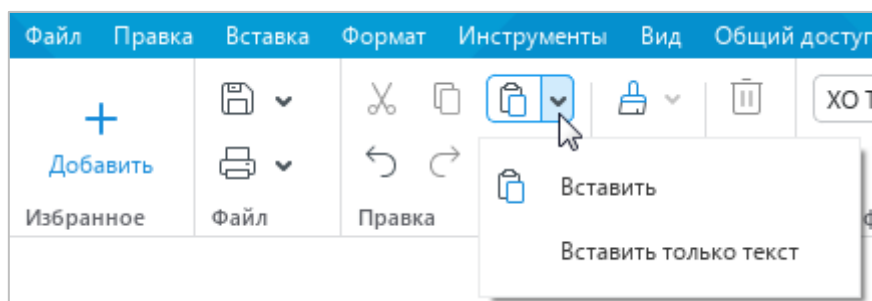 Файл Правка Вставка Формат Инструменты Вид Общий доступ
XO
Добавить
Избранное Файл Правка
Вставить
Вставить только текст